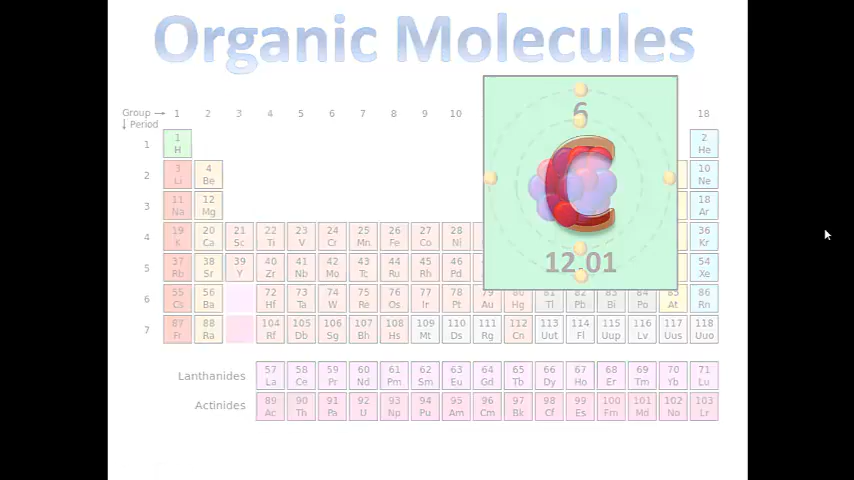 Organic Molecules
Group → 1 2 3 4 5 6 7 8 9 10 18
↓ Period
6
C
12.01
1 1 H 2 He
2 3 Li 4 Be 10 Ne
3 11 Na 12 Mg 18 Ar
4 19 K 20 Ca 21 Sc 22 Ti 23 V 24 Cr 25 Mn 26 Fe 27 Co 28 Ni 36 Kr
5 37 Rb 38 Sr 39 Y 40 Zr 41 Nb 42 Mo 43 Tc 44 Ru 45 Rh 46 Pd 54 Xe
6 55 Cs 56 Ba 72 Hf 73 Ta 74 W 75 Re 76 Os 77 Ir 78 Pt 79 Au 80 Hg 81 Tl 82 Pb 83 Bi 84 Po 85 At 86 Rn
7 87 Fr 88 Ra 104 Rf 105 Db 106 Sg 107 Bh 108 Hs 109 Mt 110 Ds 111 Rg 112 Cn 113 Uut 114 Fl 115 Uup 116 Lv 117 Uus 118 Uuo
Lanthanides 57 La 58 Ce 59 Pr 60 Nd 61 Pm 62 Sm 63 Eu 64 Gd 65 Tb 66 Dy 67 Ho 68 Er 69 Tm 70 Yb 71 Lu
Actinides 89 Ac 90 Th 91 Pa 92 U 93 Np 94 Pu 95 Am 96 Cm 97 Bk 98 Cf 99 Es 100 Fm 101 Md 102 No 103 Lr